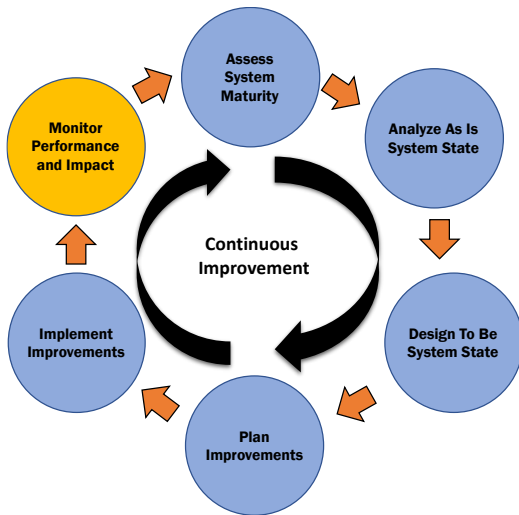 Assess
System
Maturity
Analyze As Is
System State
Design To Be
System State
Plan
Improvements
Implement
Improvements
Monitor
Performance
and Impact
Continuous
Improvement